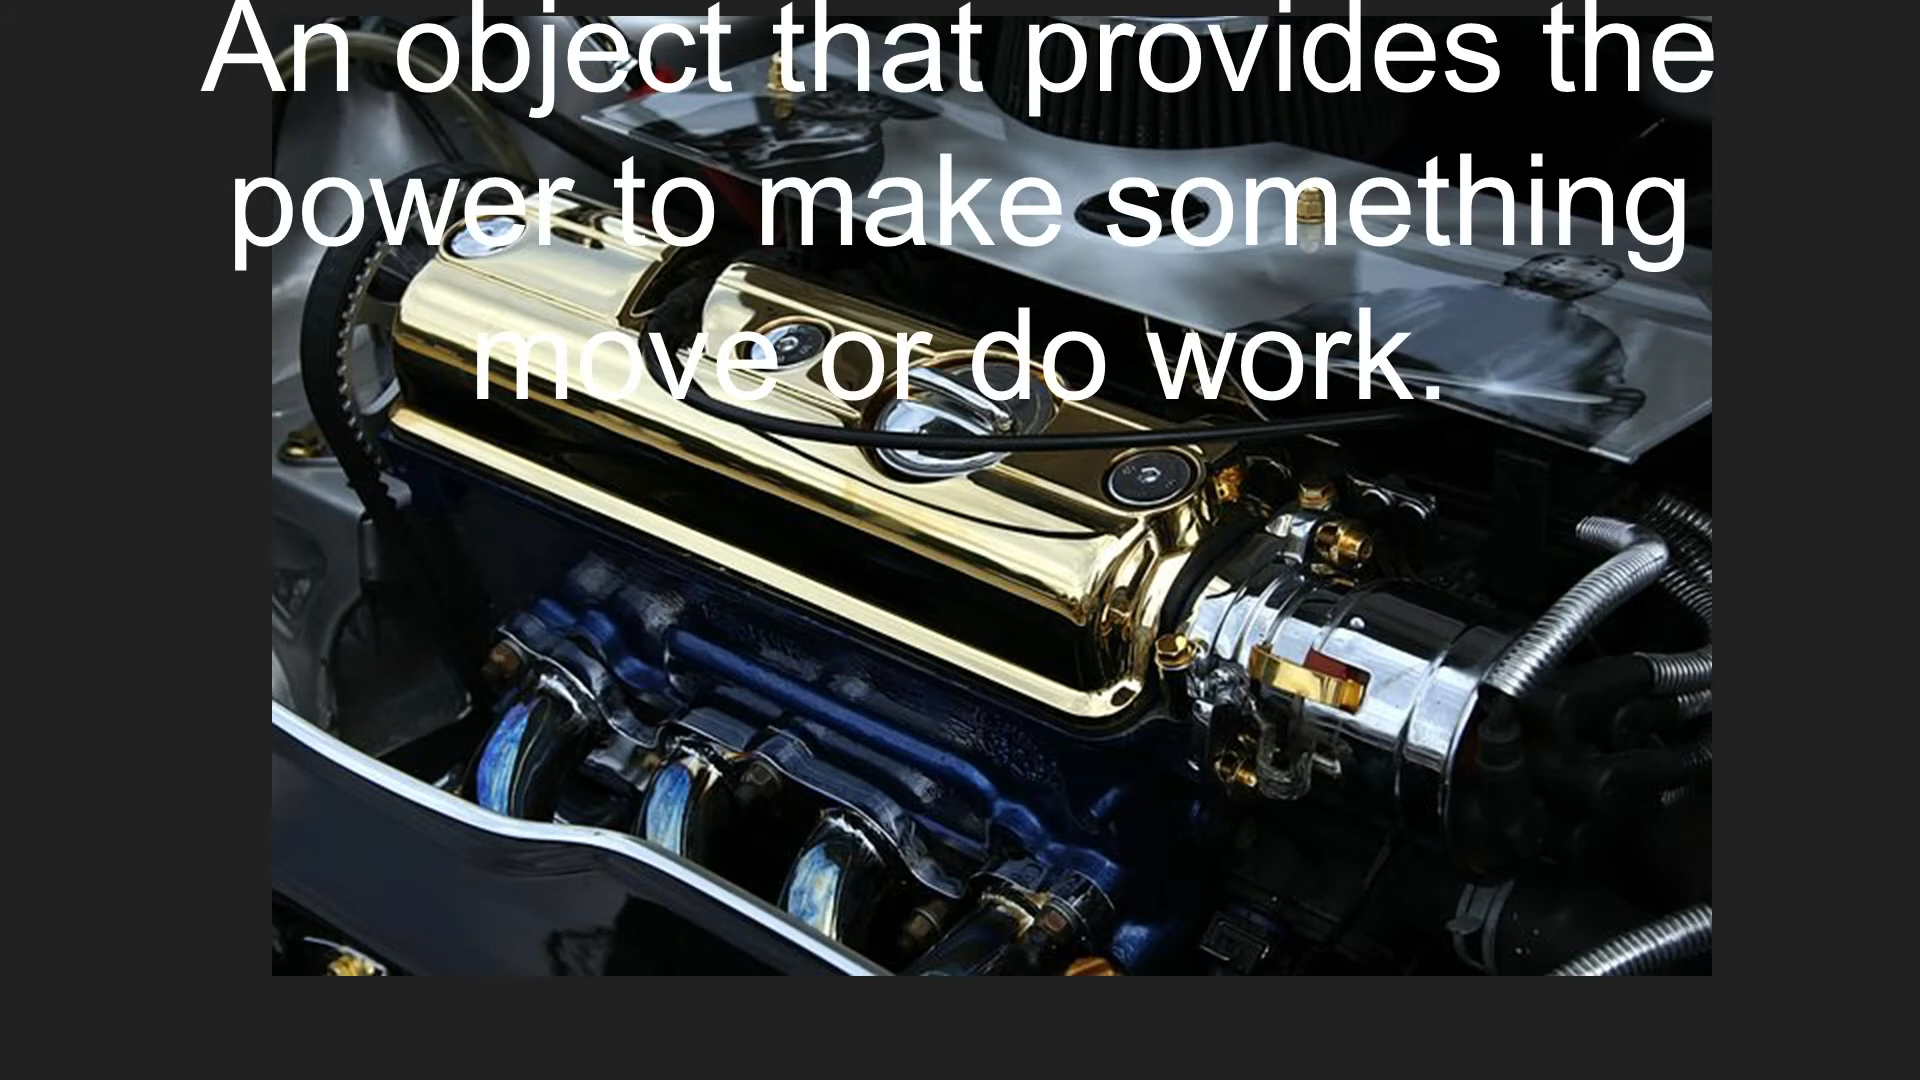 An object that provides the
power to make something
move or do work.